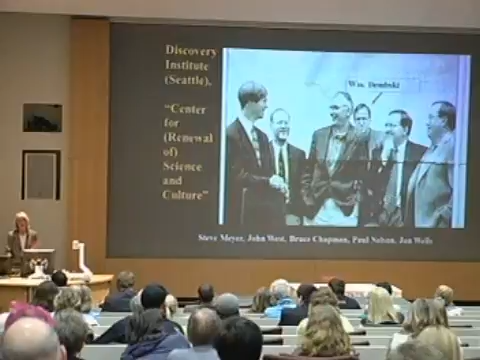 Discovery
Institute
(Seattle),
"Center
for
(Renewal
of)
Science
and
Culture"
Wm. Dembski
Steve Meyer, John West, Bruce Chapman, Paul Nelson, Jon Wells